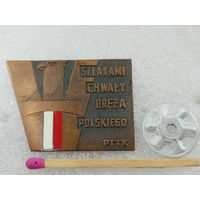 SZLAKAMI
CHWAŁY
ORĘŻA
POLSKIEGO
PTTK